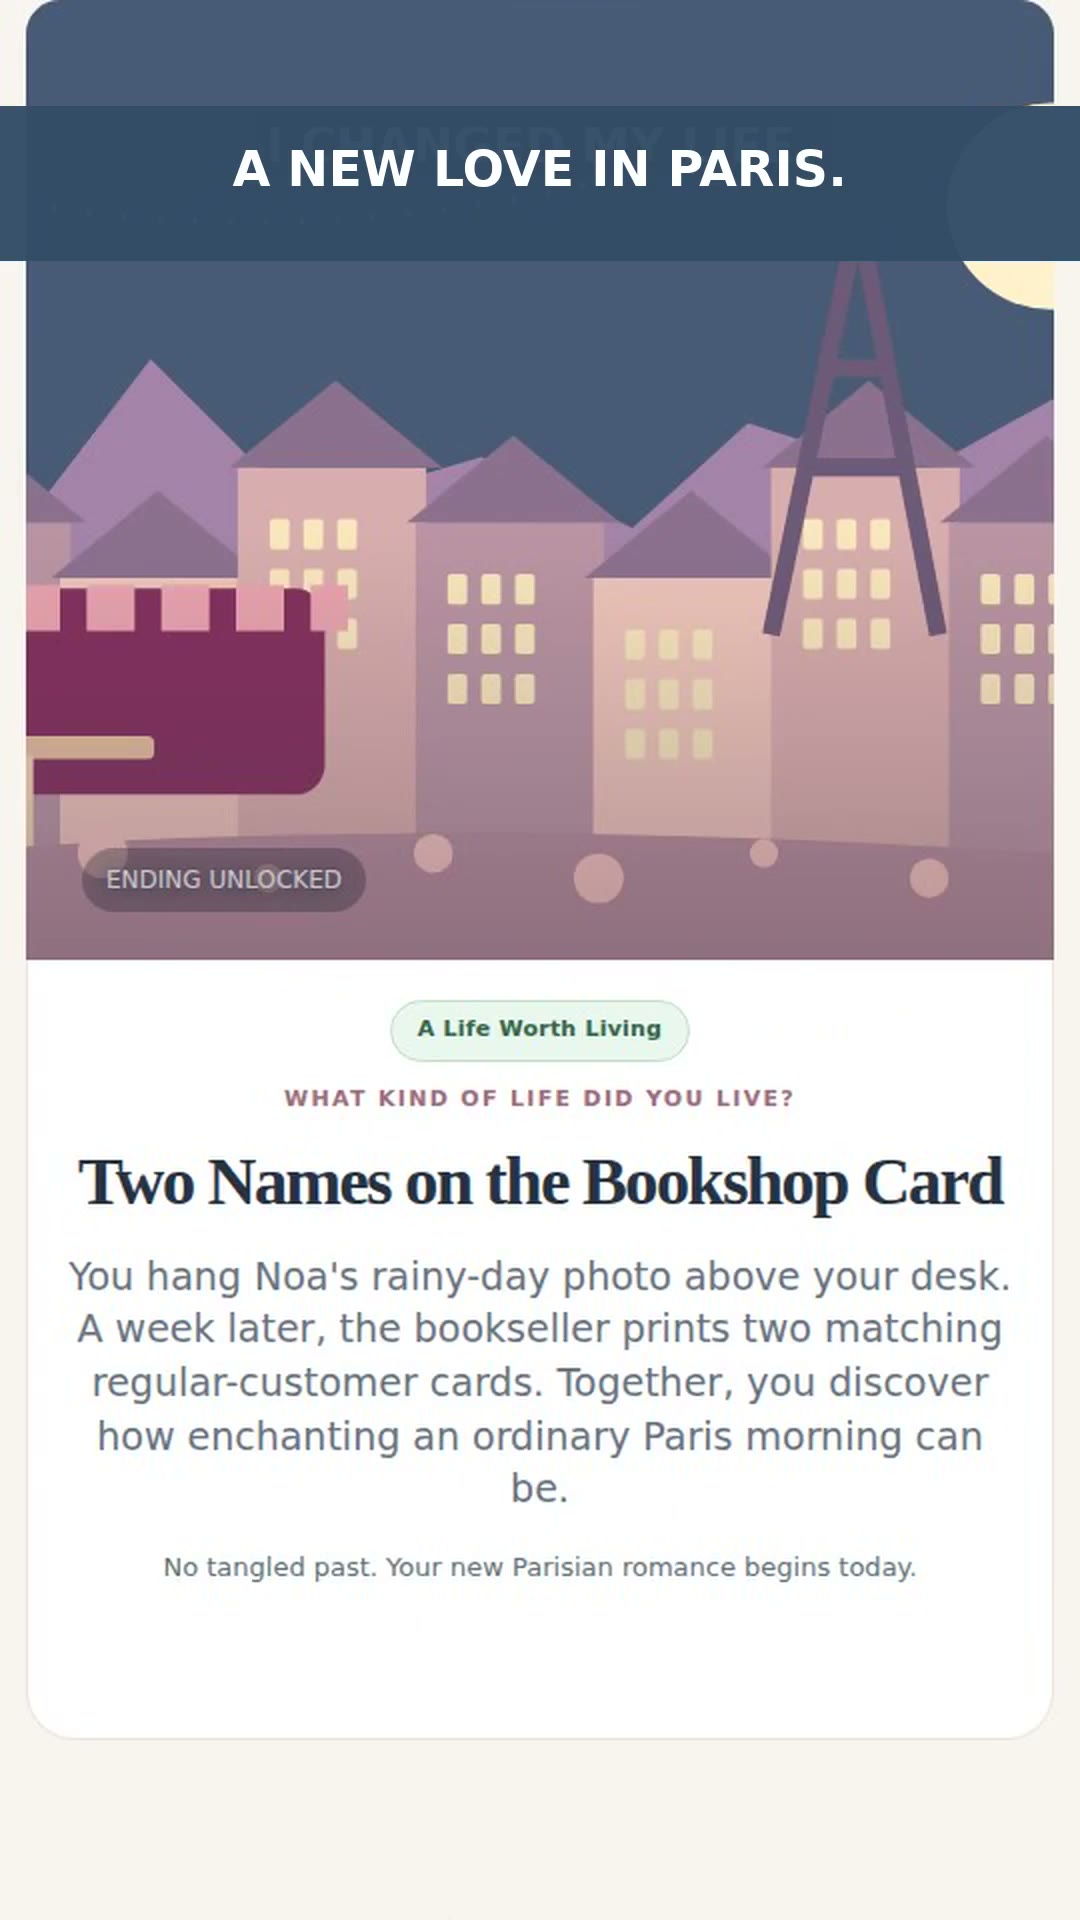 I CHANGED MY LIFE
A NEW LOVE IN PARIS.
ENDING UNLOCKED
A Life Worth Living
WHAT KIND OF LIFE DID YOU LIVE?
Two Names on the Bookshop Card
You hang Noa's rainy-day photo above your desk.
A week later, the bookseller prints two matching
regular-customer cards. Together, you discover
how enchanting an ordinary Paris morning can
be.
No tangled past. Your new Parisian romance begins today.